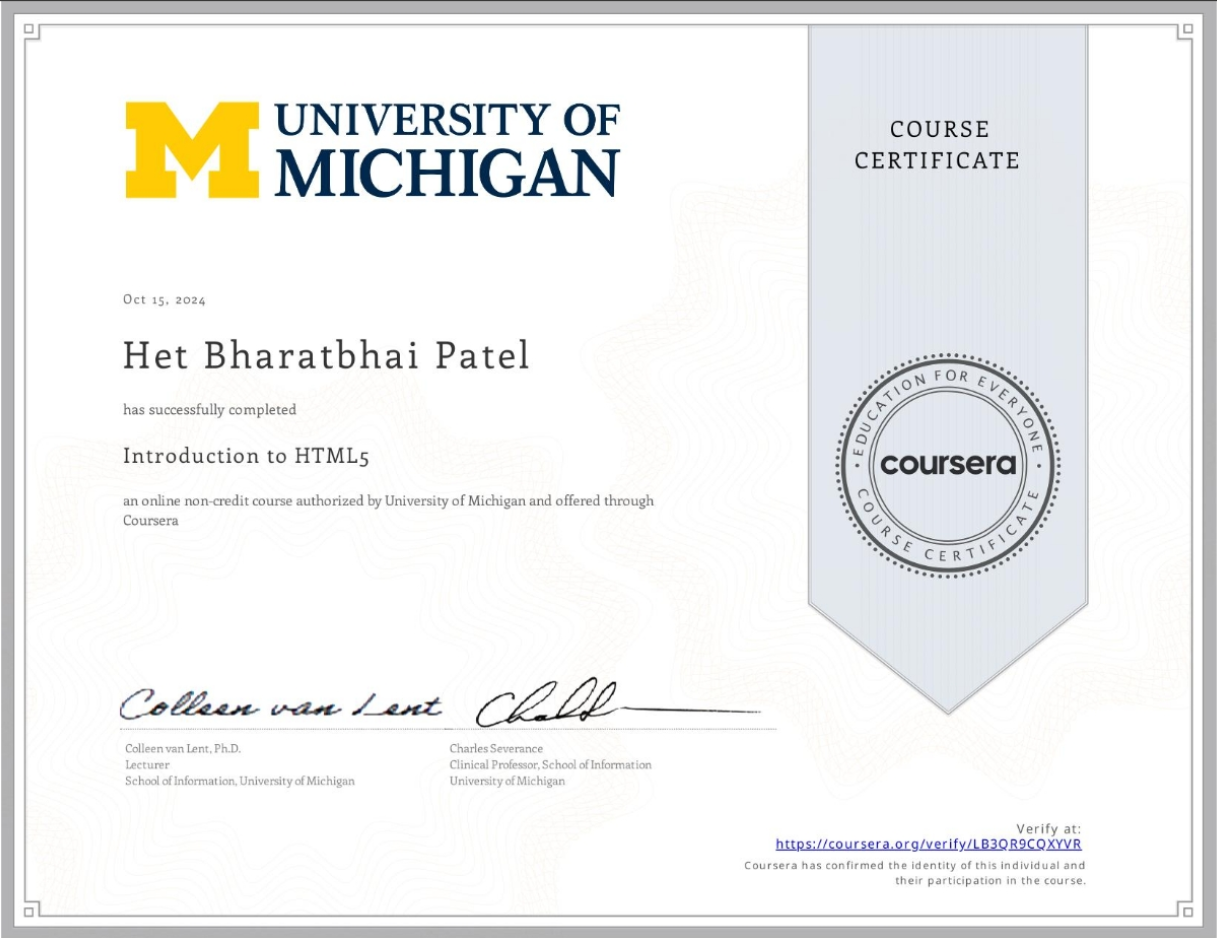 UNIVERSITY OF
MICHIGAN
COURSE
CERTIFICATE
Oct 15, 2024
Het Bharatbhai Patel
has successfully completed
Introduction to HTML5
an online non-credit course authorized by University of Michigan and offered through
Coursera
EDUCATION FOR EVERYONE
coursera
COURSE CERTIFICATE
Colleen van Lent
Colleen van Lent, Ph.D.
Lecturer
School of Information, University of Michigan
Charles Severance
Clinical Professor, School of Information
University of Michigan
Verify at:
https://coursera.org/verify/LB3QR9CQXYVR
Coursera has confirmed the identity of this individual and
their participation in the course.